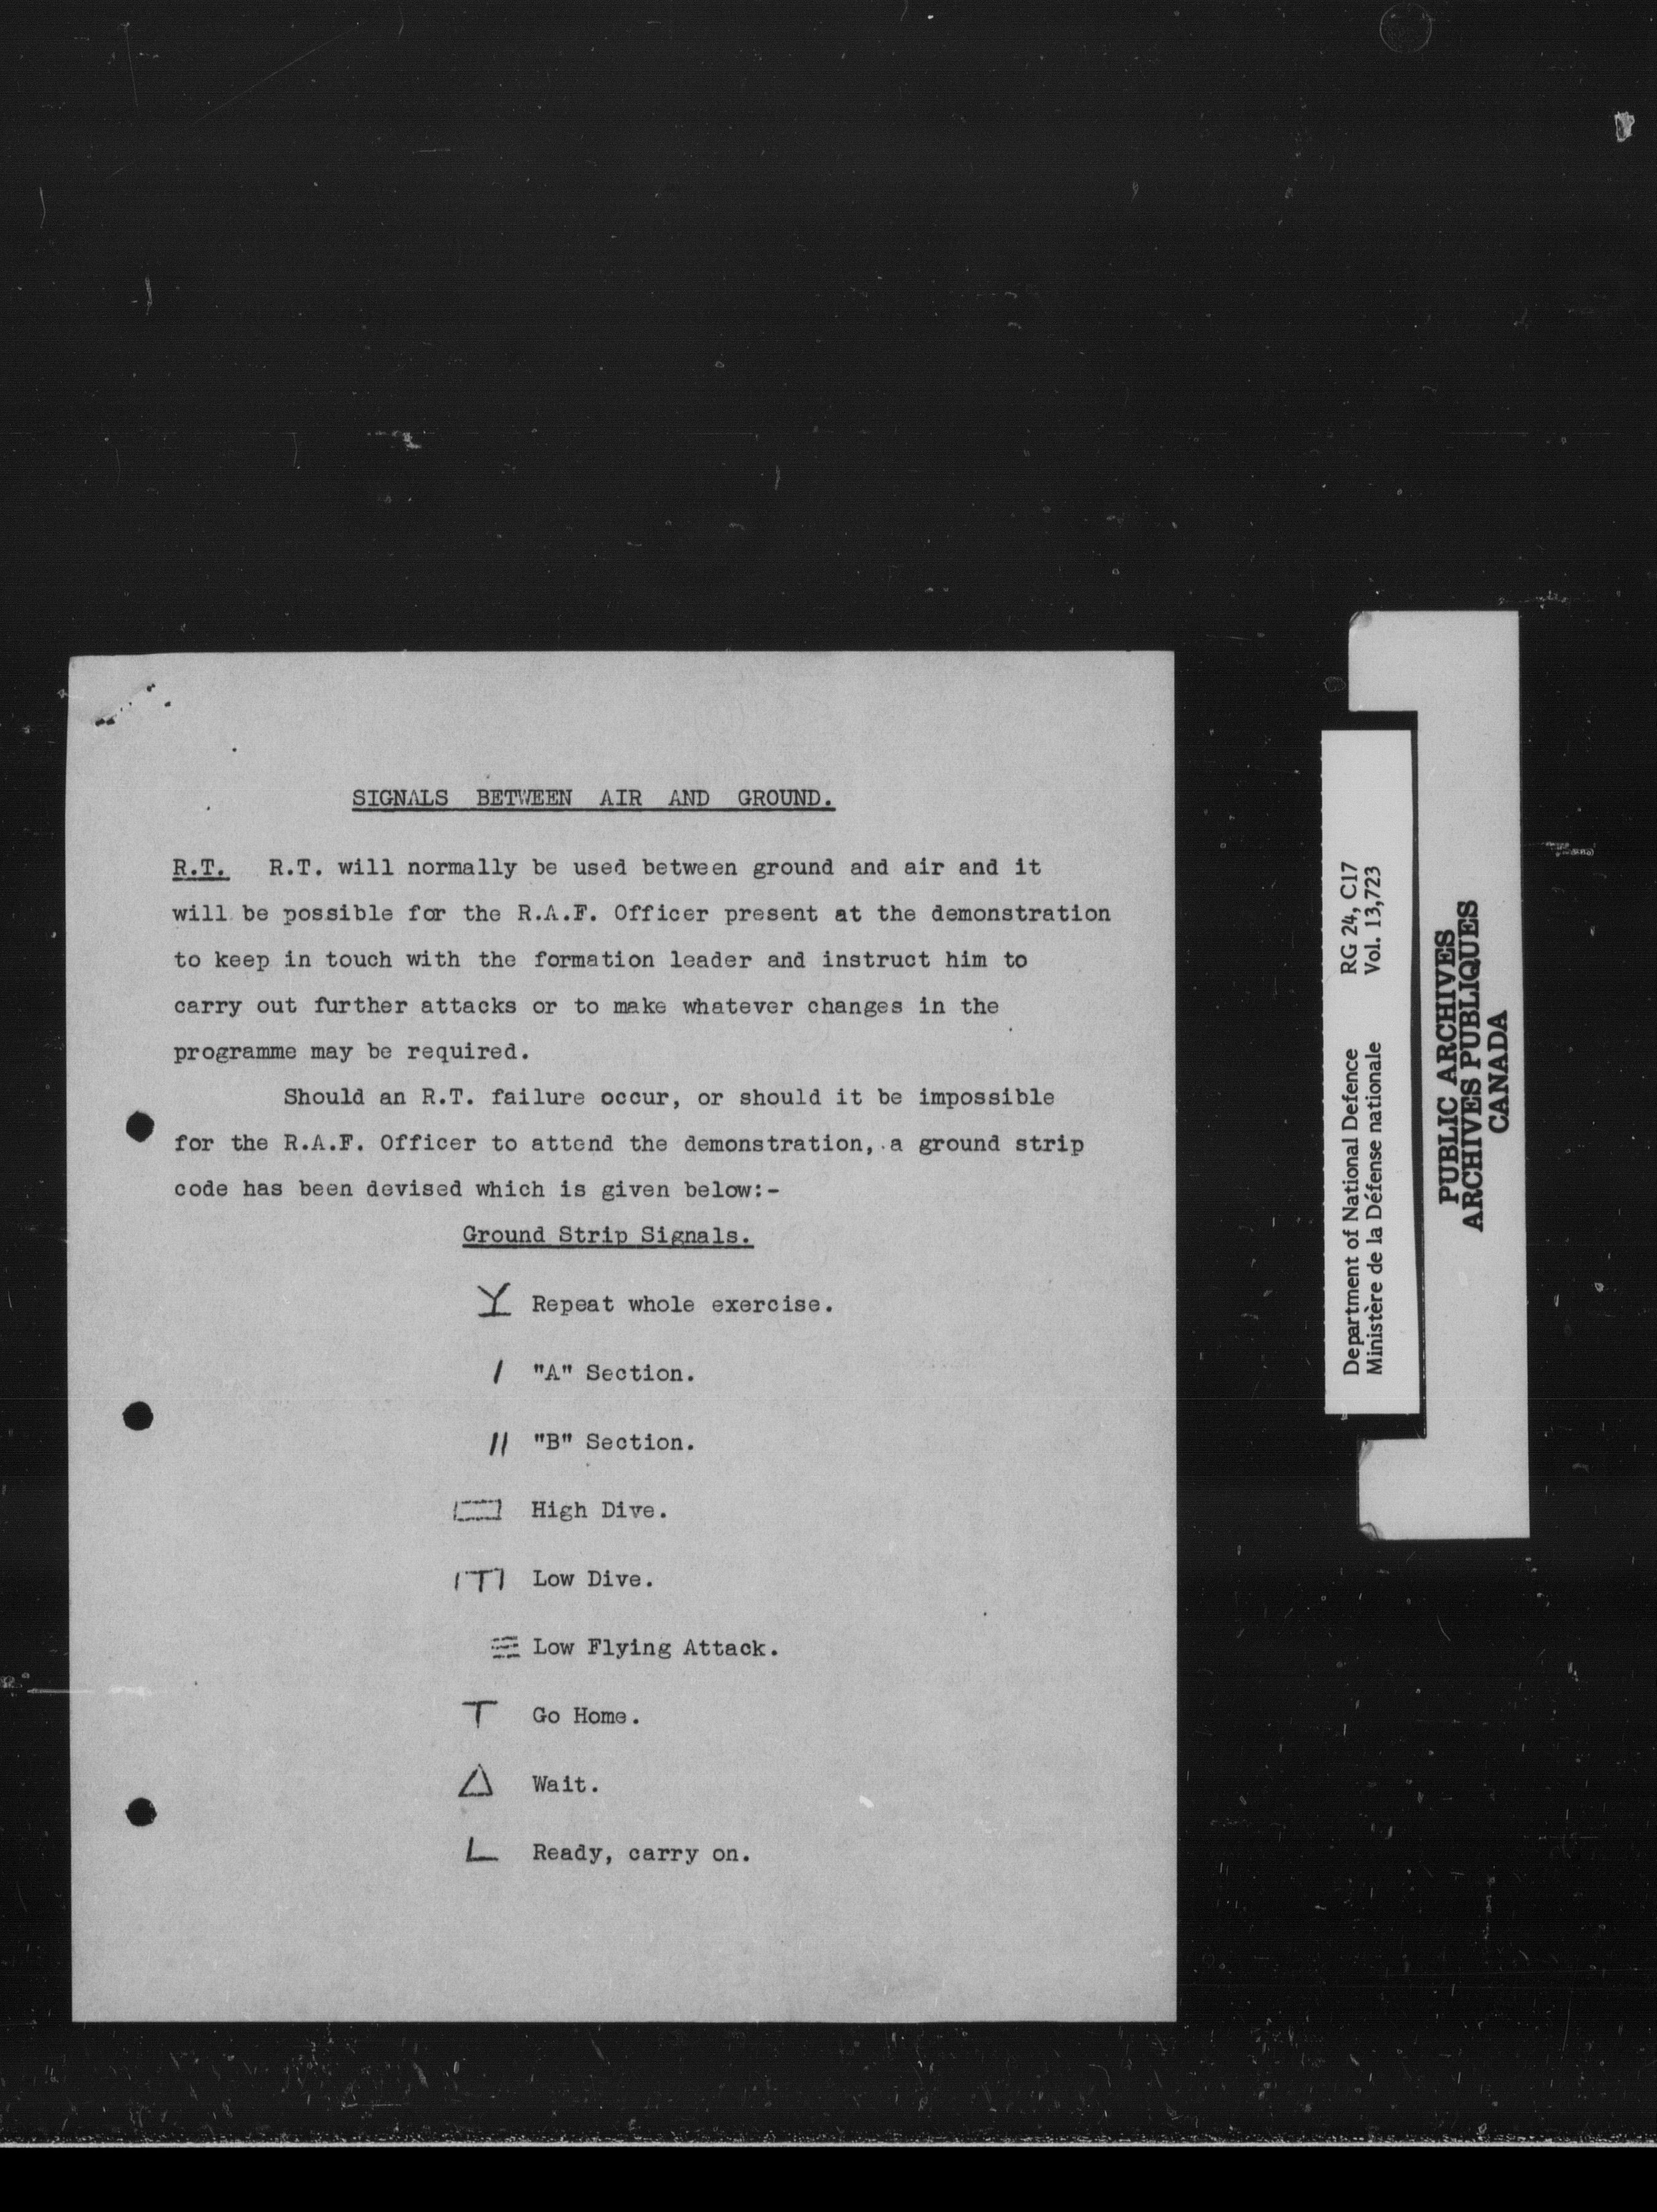 SIGNALS BETWEEN AIR AND GROUND.
R.T. R.T. will normally be used between ground and air and it
will be possible for the R.A.F. Officer present at the demonstration
to keep in touch with the formation leader and instruct him to
carry out further attacks or to make whatever changes in the
programme may be required.
Should an R.T. failure occur, or should it be impossible
for the R.A.F. Officer to attend the demonstration, a ground strip
code has been devised which is given below:-
Ground Strip Signals.
Y Repeat whole exercise.
/ "A" Section.
// "B" Section.
High Dive.
Low Dive.
Low Flying Attack.
T Go Home.
△ Wait.
L Ready, carry on.
Department of National Defence RG 24, C17
Ministère de la Défense nationale Vol. 13,723
PUBLIC ARCHIVES
ARCHIVES PUBLIQUES
CANADA